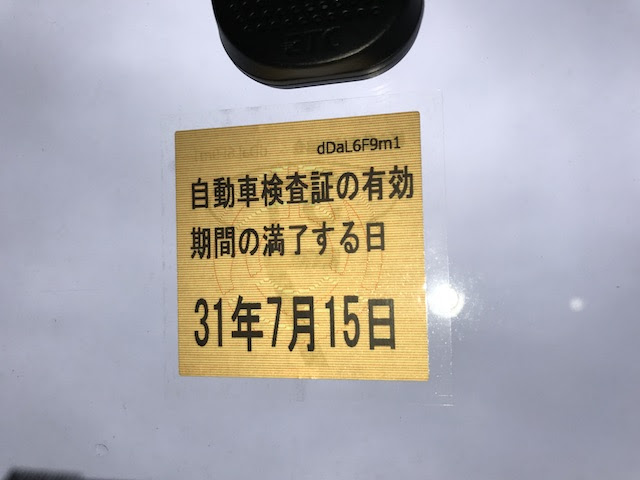 ETC
dDaL6F9m1
自動車検査証の有効
期間の満了する日
31年7月15日